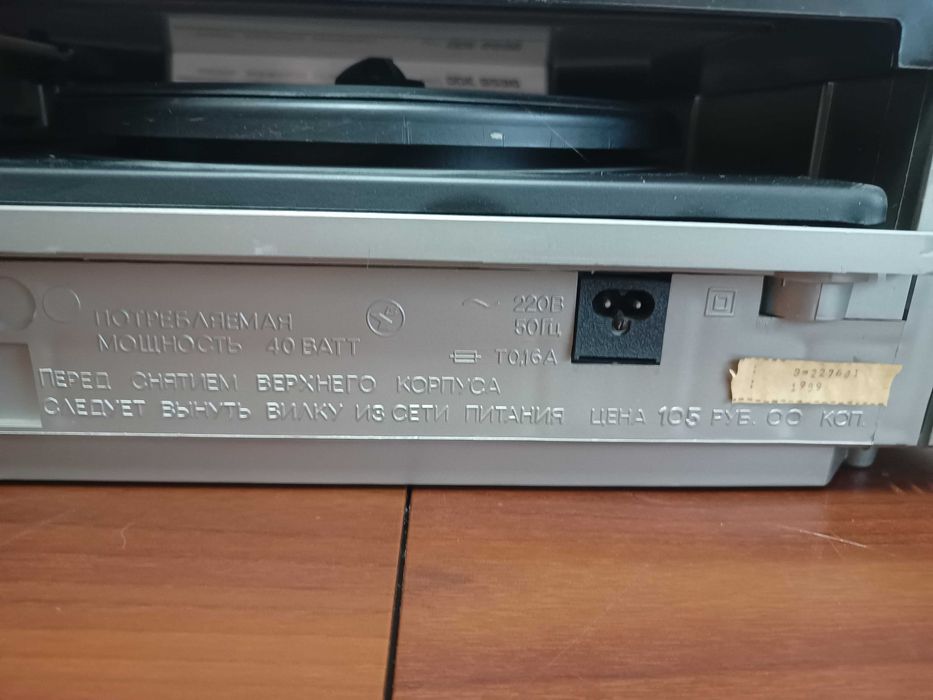 ПОТРЕБЛЯЕМАЯ
МОЩНОСТЬ 40 ВАТТ
220В
50Гц
Т0,16А
ПЕРЕД СНЯТИЕМ ВЕРХНЕГО КОРПУСА
СЛЕДУЕТ ВЫНУТЬ ВИЛКУ ИЗ СЕТИ ПИТАНИЯ ЦЕНА 105 РУБ. 00 КОП.
1989